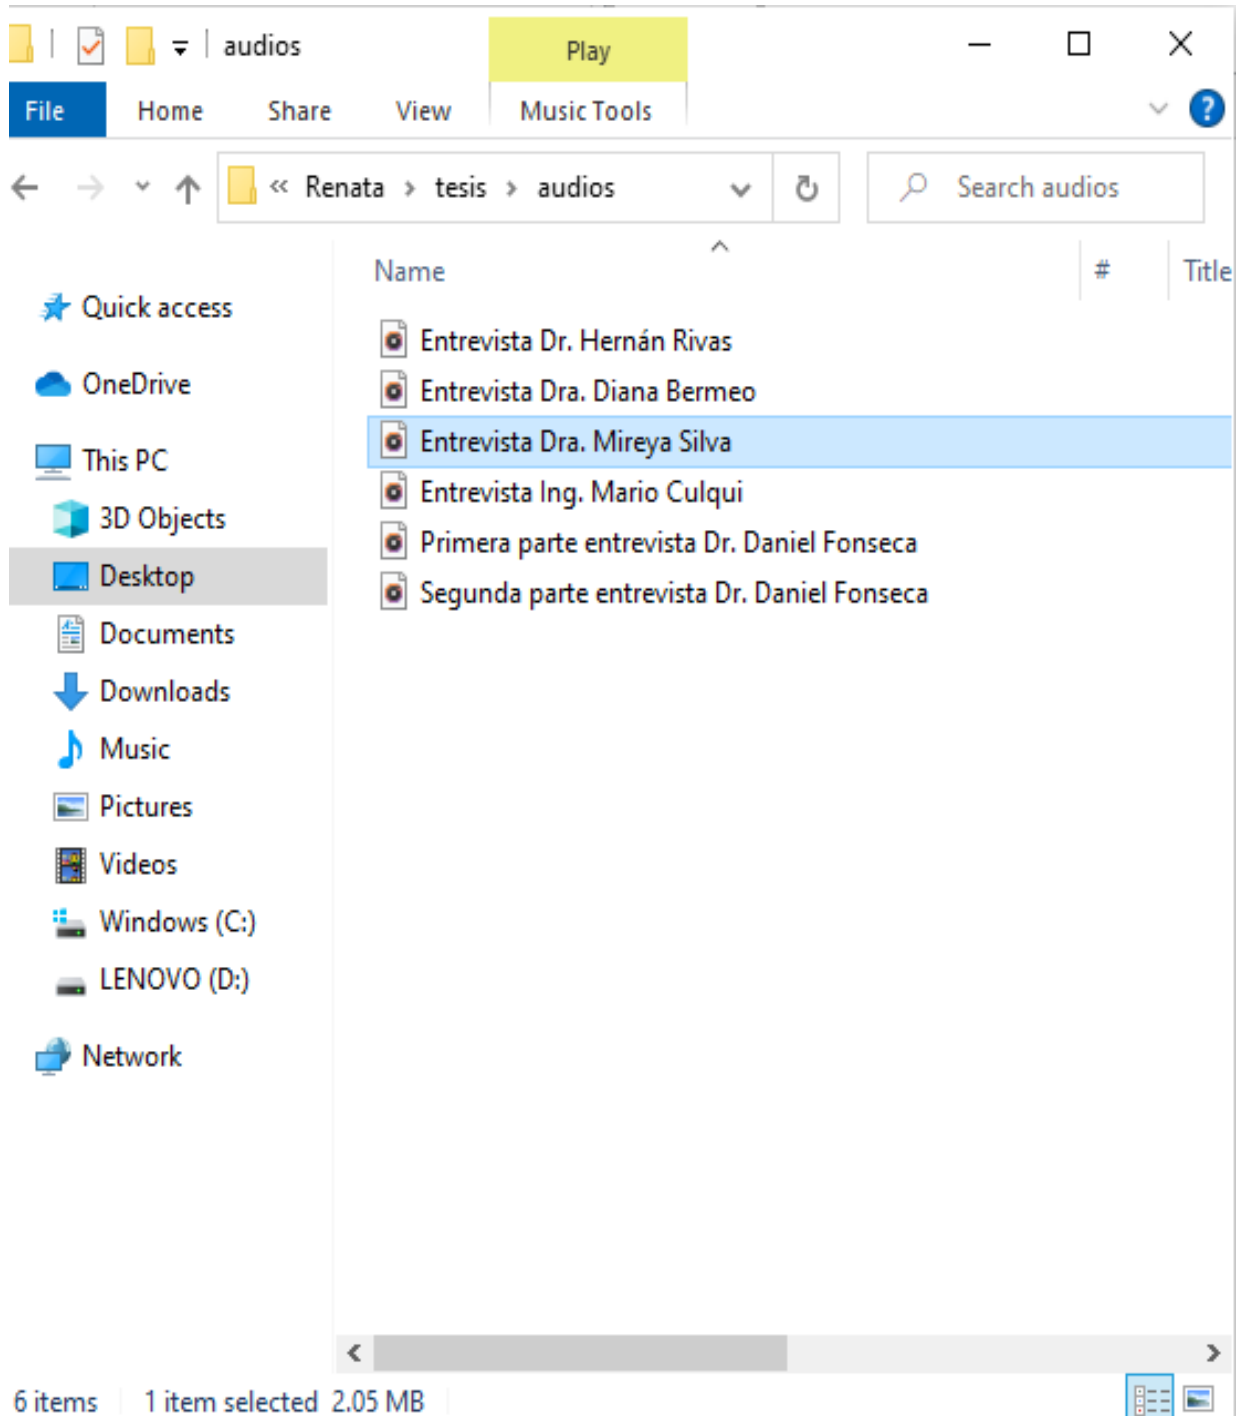 audios
Play
File
Home
Share
View
Music Tools
?
« Renata > tesis > audios
Search audios
Name
#
Title
Quick access
OneDrive
This PC
3D Objects
Desktop
Documents
Downloads
Music
Pictures
Videos
Windows (C:)
LENOVO (D:)
Network
Entrevista Dr. Hernán Rivas
Entrevista Dra. Diana Bermeo
Entrevista Dra. Mireya Silva
Entrevista Ing. Mario Culqui
Primera parte entrevista Dr. Daniel Fonseca
Segunda parte entrevista Dr. Daniel Fonseca
6 items
1 item selected 2.05 MB